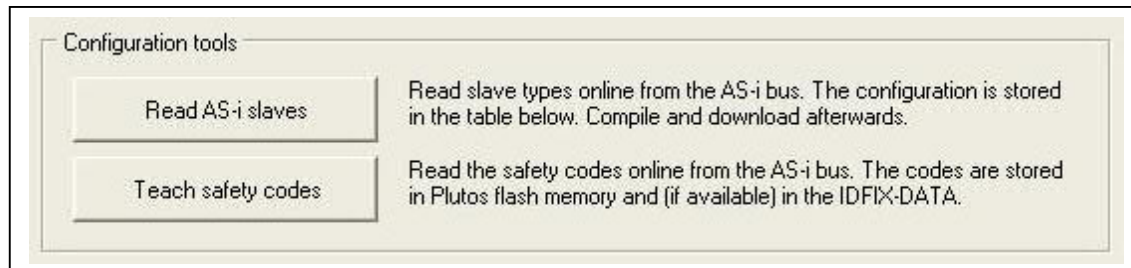 Configuration tools
Read AS-i slaves
Read slave types online from the AS-i bus. The configuration is stored
in the table below. Compile and download afterwards.
Teach safety codes
Read the safety codes online from the AS-i bus. The codes are stored
in Plutos flash memory and (if available) in the IDFIX-DATA.